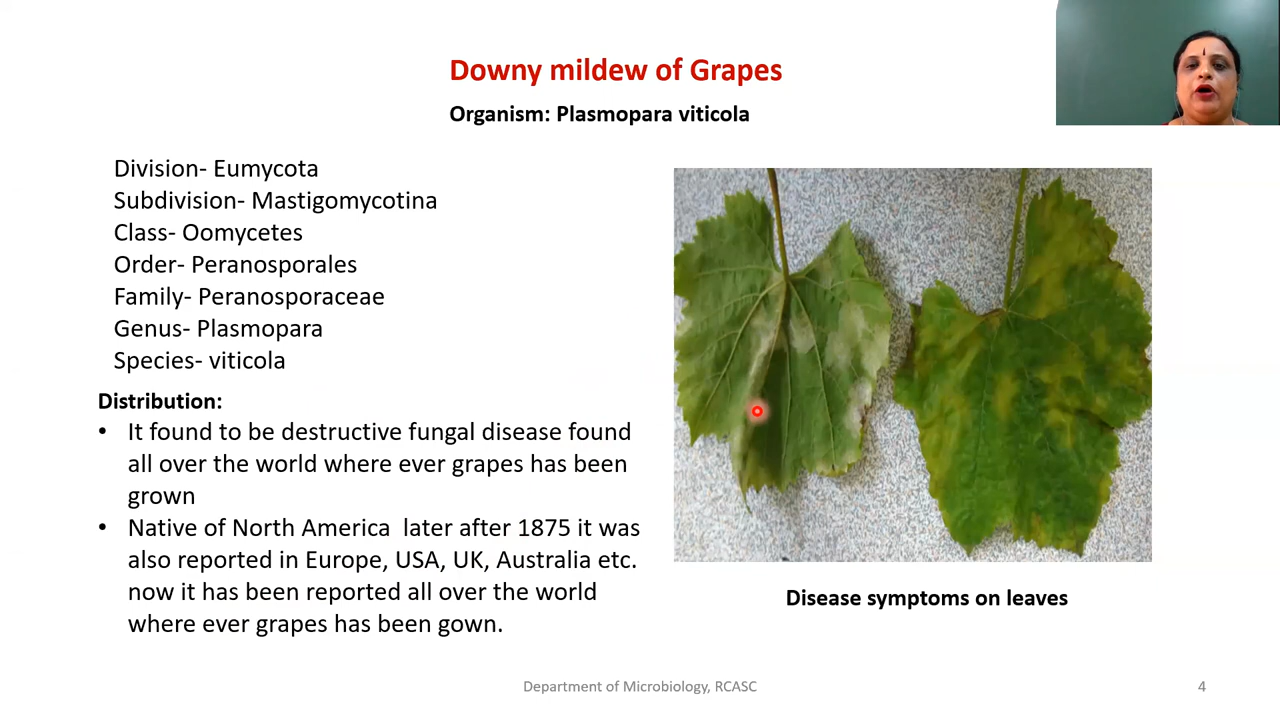 Downy mildew of Grapes
Organism: Plasmopara viticola
Division- Eumycota
Subdivision- Mastigomycotina
Class- Oomycetes
Order- Peranosporales
Family- Peranosporaceae
Genus- Plasmopara
Species- viticola
Distribution:
• It found to be destructive fungal disease found
all over the world where ever grapes has been
grown
• Native of North America later after 1875 it was
also reported in Europe, USA, UK, Australia etc.
now it has been reported all over the world
where ever grapes has been gown.
Disease symptoms on leaves
Department of Microbiology, RCASC
4